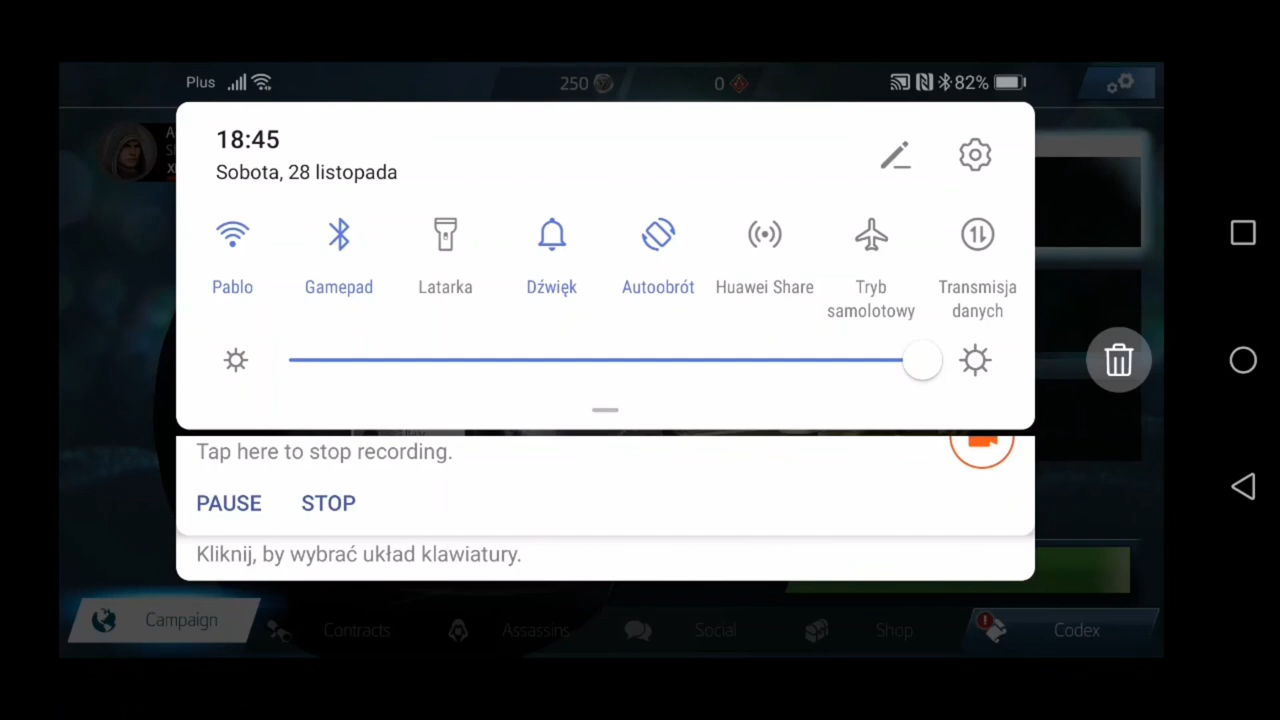 Plus
250
0
82%
18:45
Sobota, 28 listopada
Pablo
Gamepad
Latarka
Dźwięk
Autoobrót
Huawei Share
Tryb
samolotowy
Transmisja
danych
Tap here to stop recording.
PAUSE STOP
Kliknij, by wybrać układ klawiatury.
Campaign
Contracts
Assassins
Social
Shop
Codex